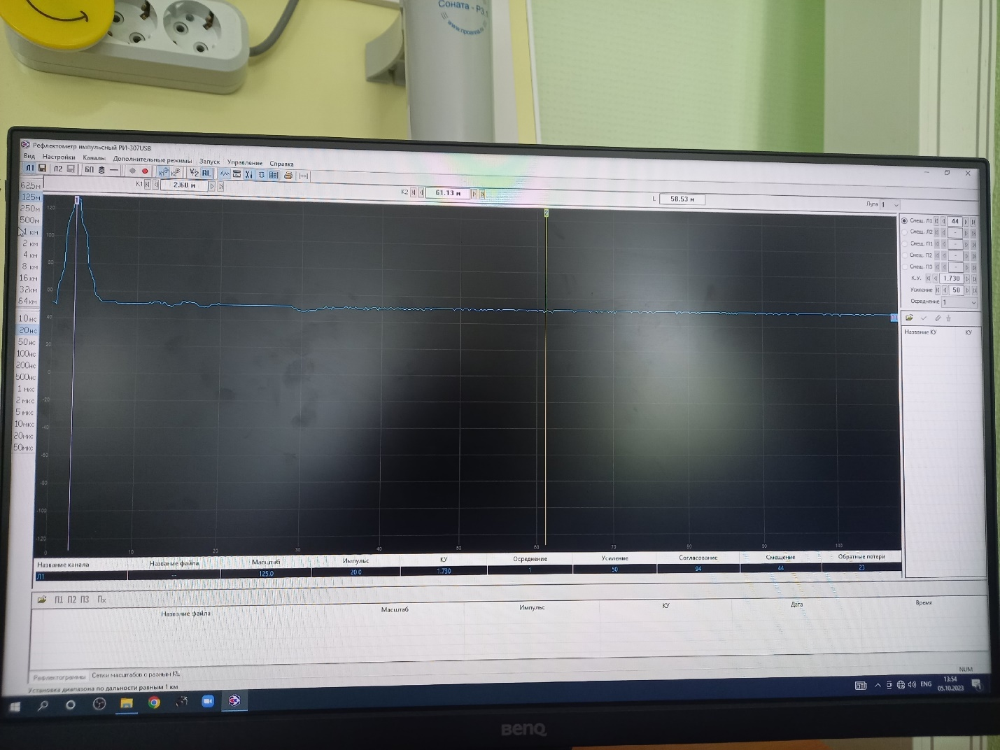 Соната - Р3
Рефлектометр импульсный РИ-307USB
Вид Настройки Каналы Дополнительные режимы Запуск Управление Справка
Л1 Л2 БП К1 К2 RL
К1 2.60 м К2 61.13 м L 58.53 м Лупа 1
62.5м
125м
250м
500м
1 км
2 км
4 км
8 км
16 км
32км
64км
10нс
20нс
50нс
100нс
200нс
500нс
1 мкс
2 мкс
5 мкс
10мкс
20мкс
50мкс
1
2
120
100
80
60
40
20
0
-20
-40
-60
-80
-100
-120
0 10 20 30 40 50 60 70 80 90 100
Л1
Смещ. Л1 44
Смещ. Л2 -
Смещ. П1 -
Смещ. П2 -
Смещ. П3 -
К.У. 1.730
Усиление 50
Осреднение 1
Название КУ КУ
Название канала Название файла Масштаб Импульс КУ Осреднение Усиление Согласование Смещение Обратные потери
Л1 -- 125.0 20.0 1.730 1 50 94 44 23
П1 П2 П3 Пх
Название файла Масштаб Импульс КУ Дата Время
Рефлектограммы Сетки масштабов с разным КУ
Установка диапазона по дальности равным 1 км
NUM
ENG 13:54
05.10.2023
BenQ